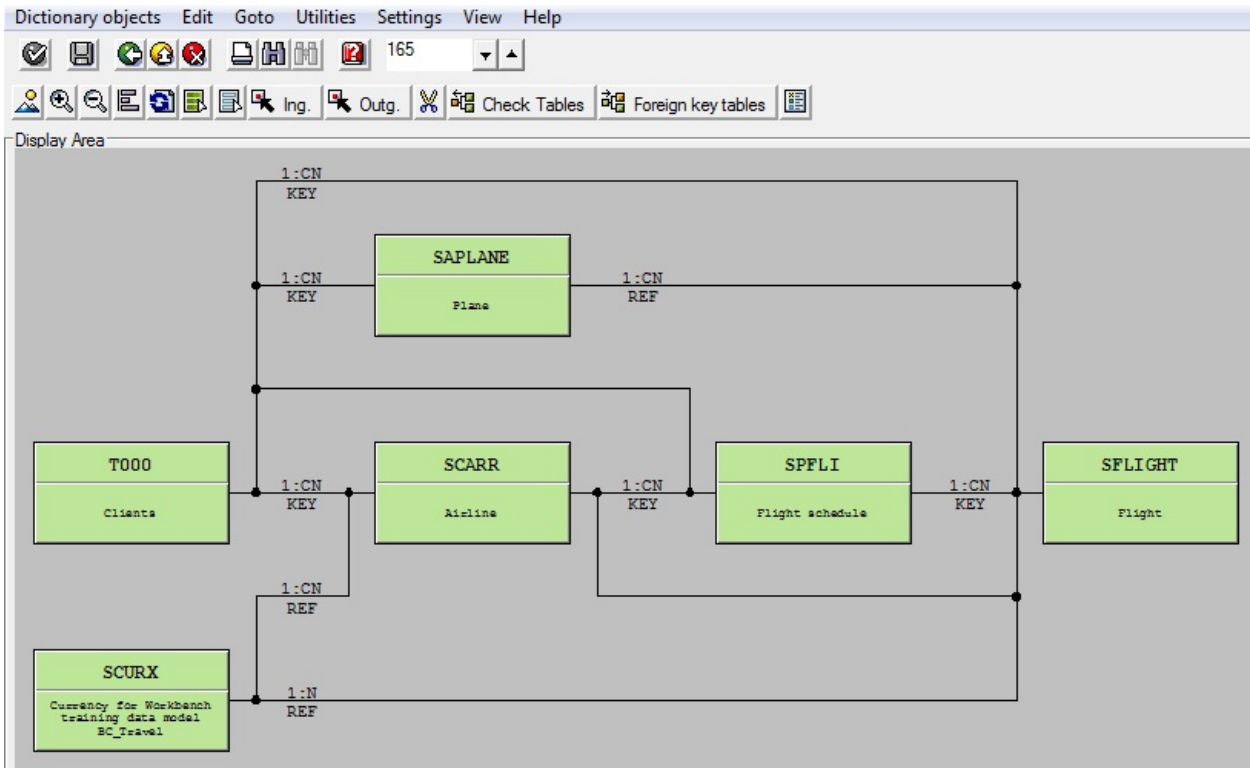 Dictionary objects Edit Goto Utilities Settings View Help
165
Ing. Outg. Check Tables Foreign key tables
Display Area
1:CN
KEY
SAPLANE
Plane
1:CN
KEY
1:CN
REF
T000
Clients
1:CN
KEY
SCARR
Airline
1:CN
KEY
SPFLI
Flight schedule
1:CN
KEY
SFLIGHT
Flight
1:CN
REF
SCURX
Currency for Workbench
training data model
BC_Travel
1:N
REF